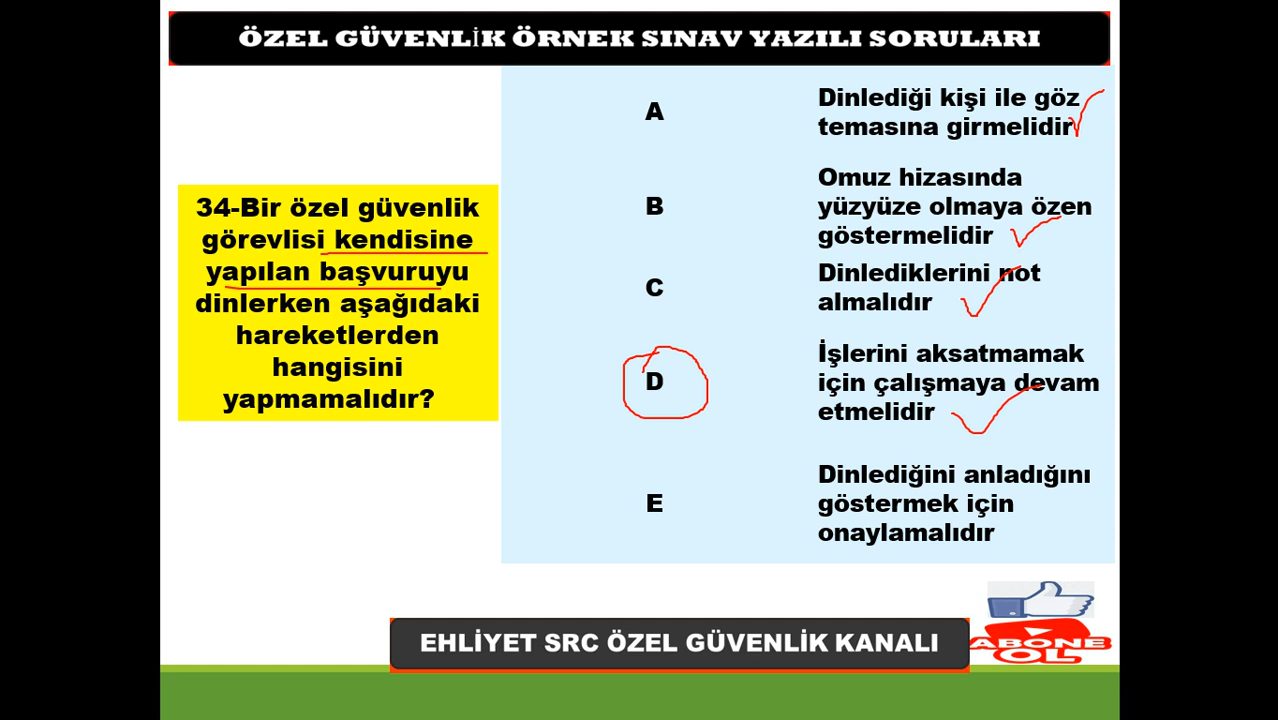 ÖZEL GÜVENLİK ÖRNEK SINAV YAZILI SORULARI
34-Bir özel güvenlik
görevlisi kendisine
yapılan başvuruyu
dinlerken aşağıdaki
hareketlerden
hangisini
yapmamalıdır?
A
Dinlediği kişi ile göz
temasına girmelidir
B
Omuz hizasında
yüzyüze olmaya özen
göstermelidir
C
Dinlediklerini not
almalıdır
D
İşlerini aksatmamak
için çalışmaya devam
etmelidir
E
Dinlediğini anladığını
göstermek için
onaylamalıdır
EHLİYET SRC ÖZEL GÜVENLİK KANALI
ABONE
OL